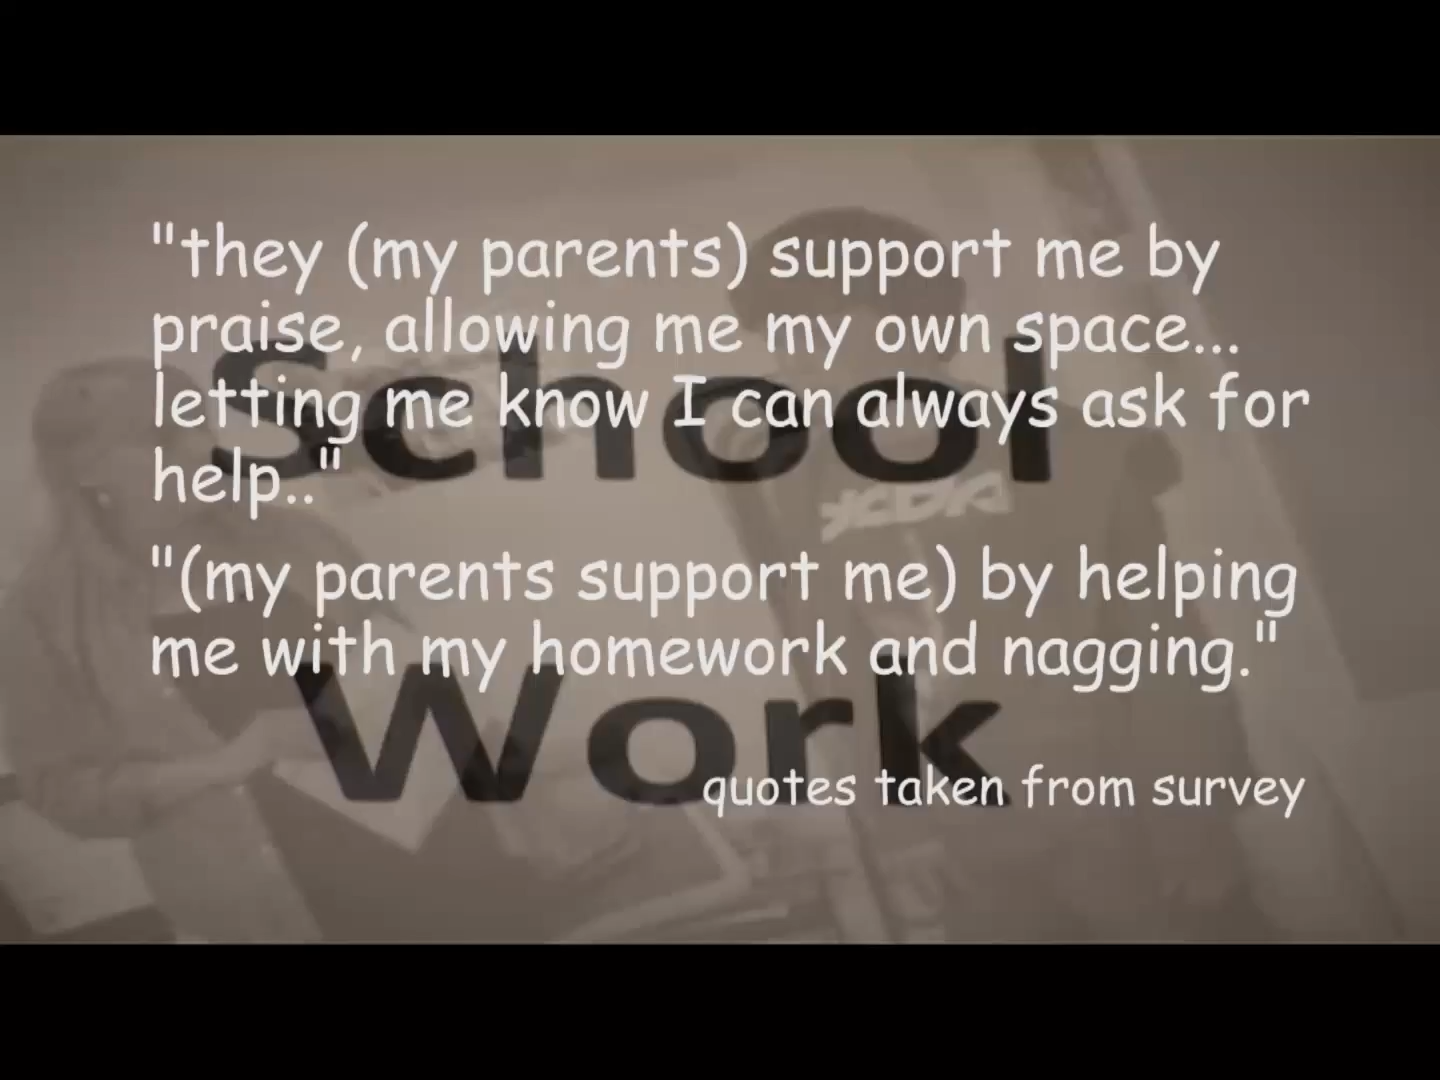 "they (my parents) support me by
praise, allowing me my own space...
letting me know I can always ask for
help.."
School
"(my parents support me) by helping
me with my homework and nagging."
Work
quotes taken from survey